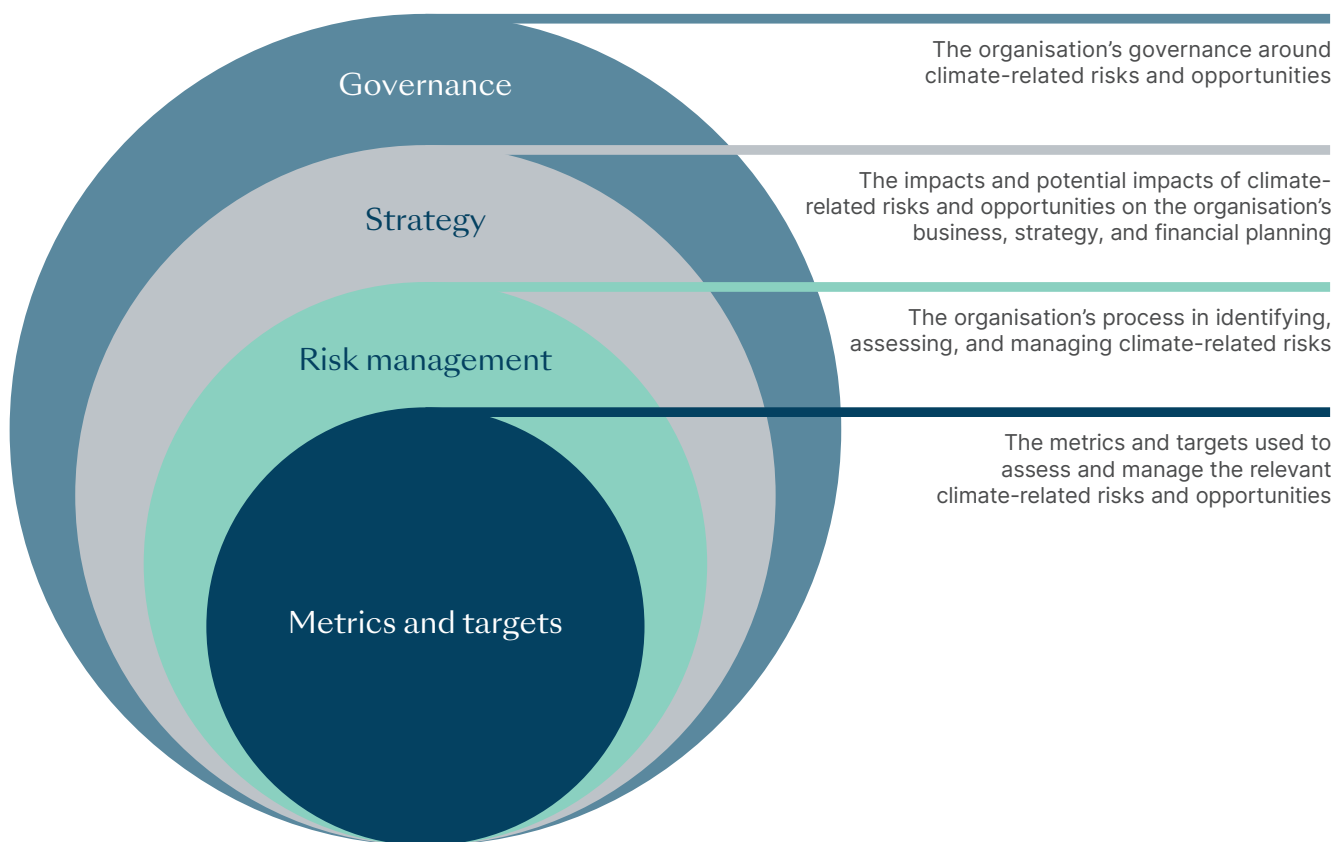 Governance
The organisation’s governance around
climate-related risks and opportunities
Strategy
The impacts and potential impacts of climate-
related risks and opportunities on the organisation’s
business, strategy, and financial planning
Risk management
The organisation’s process in identifying,
assessing, and managing climate-related risks
Metrics and targets
The metrics and targets used to
assess and manage the relevant
climate-related risks and opportunities